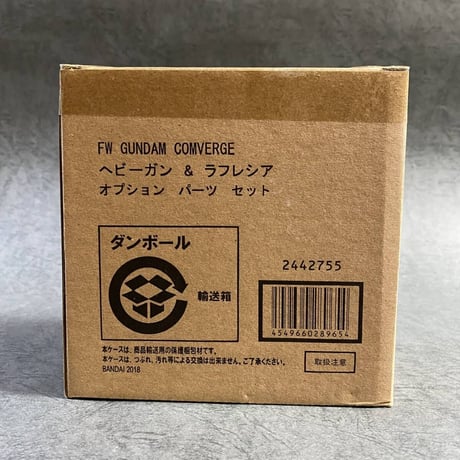 FW GUNDAM COMVERGE
ヘビーガン & ラフレシア
オプション パーツ セット
ダンボール
輸送箱
2442755
4549660289654
本ケースは、商品輸送用の保護梱包材です。
本ケースは、つぶれ、汚れ等による交換は出来ません。ご了承ください。
BANDAI 2018
取扱注意